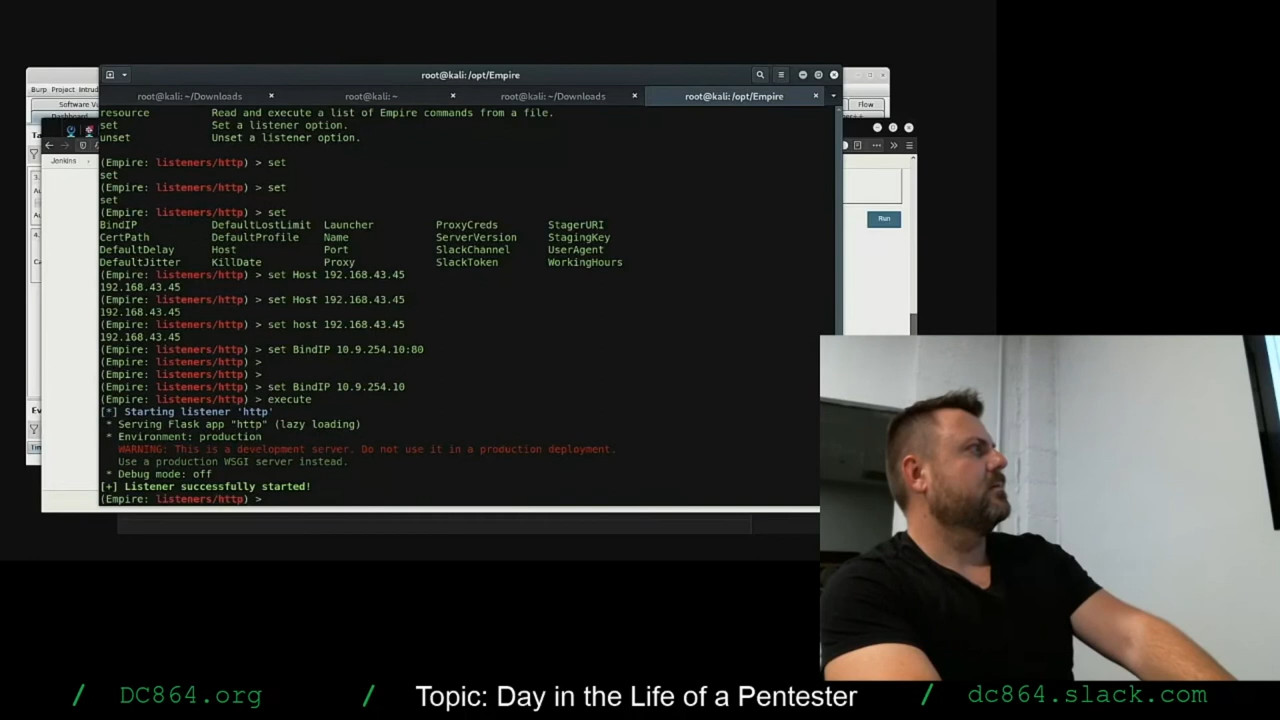 root@kali: /opt/Empire
Burp Project Intrud
root@kali: ~/Downloads root@kali: ~ root@kali: ~/Downloads root@kali: /opt/Empire
Flow
resource Read and execute a list of Empire commands from a file.
set Set a listener option.
unset Unset a listener option.
Jenkins
(Empire: listeners/http) > set
set
(Empire: listeners/http) > set
set
(Empire: listeners/http) > set
Run
BindIP DefaultLostLimit Launcher ProxyCreds StagerURI
CertPath DefaultProfile Name ServerVersion StagingKey
DefaultDelay Host Port SlackChannel UserAgent
DefaultJitter KillDate Proxy SlackToken WorkingHours
(Empire: listeners/http) > set Host 192.168.43.45
192.168.43.45
(Empire: listeners/http) > set Host 192.168.43.45
192.168.43.45
(Empire: listeners/http) > set host 192.168.43.45
192.168.43.45
(Empire: listeners/http) > set BindIP 10.9.254.10:80
(Empire: listeners/http) >
(Empire: listeners/http) >
(Empire: listeners/http) > set BindIP 10.9.254.10
(Empire: listeners/http) > execute
[*] Starting listener 'http'
* Serving Flask app "http" (lazy loading)
* Environment: production
WARNING: This is a development server. Do not use it in a production deployment.
Use a production WSGI server instead.
* Debug mode: off
[+] Listener successfully started!
(Empire: listeners/http) >
/ DC864.org / Topic: Day in the Life of a Pentester / dc864.slack.com